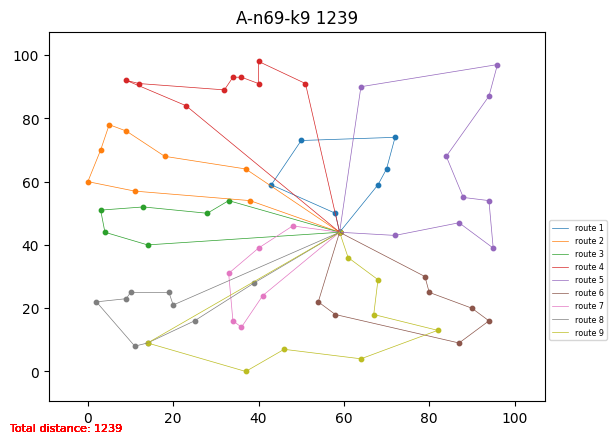 A-n69-k9 1239
100
80
60
40
20
0
0 20 40 60 80 100
route 1
route 2
route 3
route 4
route 5
route 6
route 7
route 8
route 9
Total distance: 1239